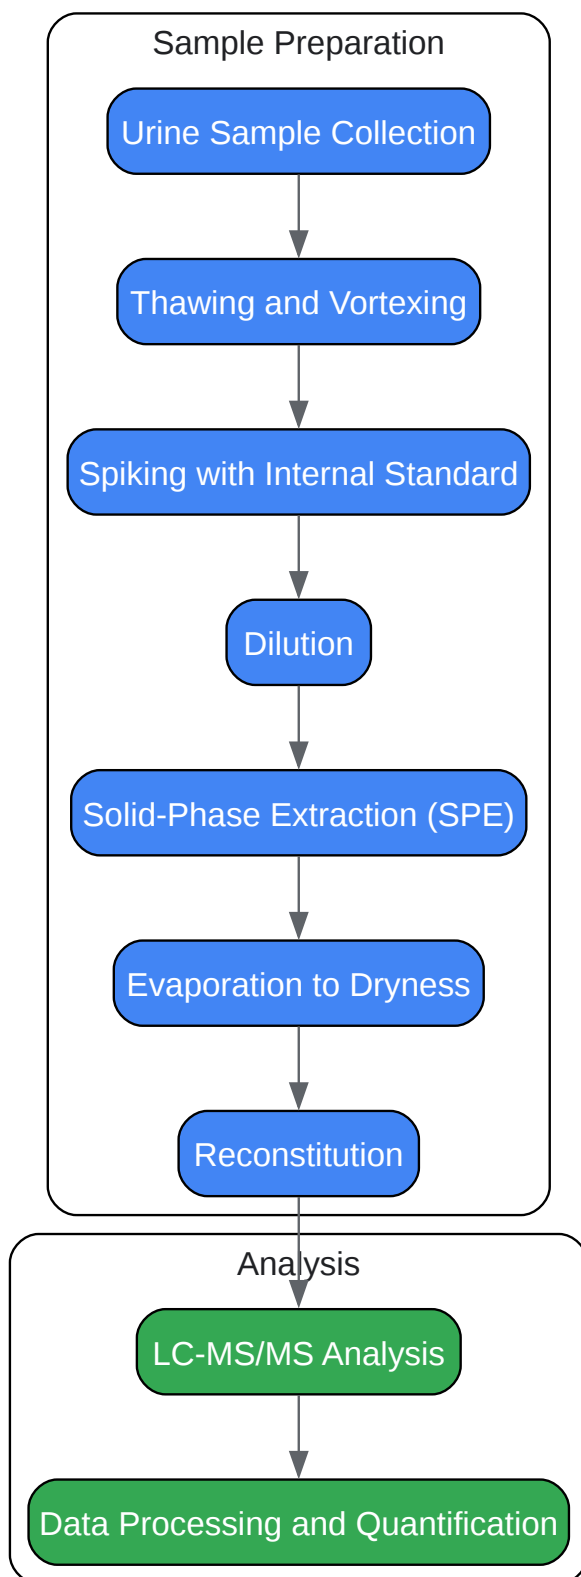 Sample Preparation
Urine Sample Collection
Thawing and Vortexing
Spiking with Internal Standard
Dilution
Solid-Phase Extraction (SPE)
Evaporation to Dryness
Reconstitution
Analysis
LC-MS/MS Analysis
Data Processing and Quantification